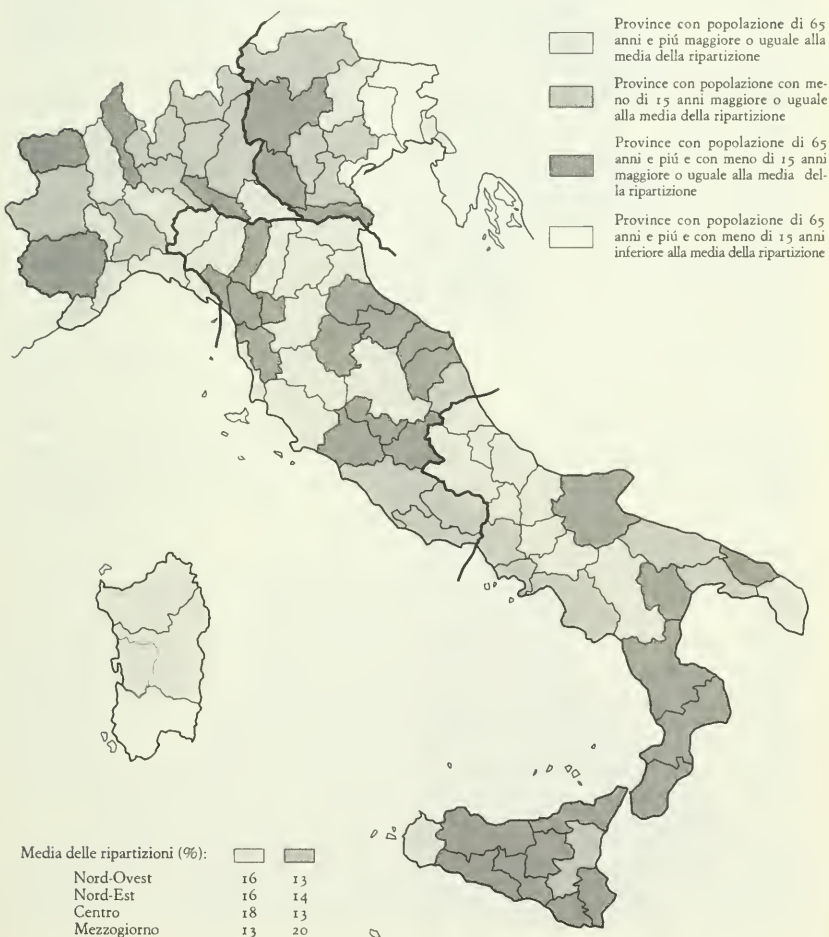 Province con popolazione di 65
anni e piú maggiore o uguale alla
media della ripartizione
Province con popolazione con me-
no di 15 anni maggiore o uguale
alla media della ripartizione
Province con popolazione di 65
anni e piú e con meno di 15 anni
maggiore o uguale alla media del-
la ripartizione
Province con popolazione di 65
anni e piú e con meno di 15 anni
inferiore alla media della ripartizione
Media delle ripartizioni (%):
Nord-Ovest 16 13
Nord-Est 16 14
Centro 18 13
Mezzogiorno 13 20